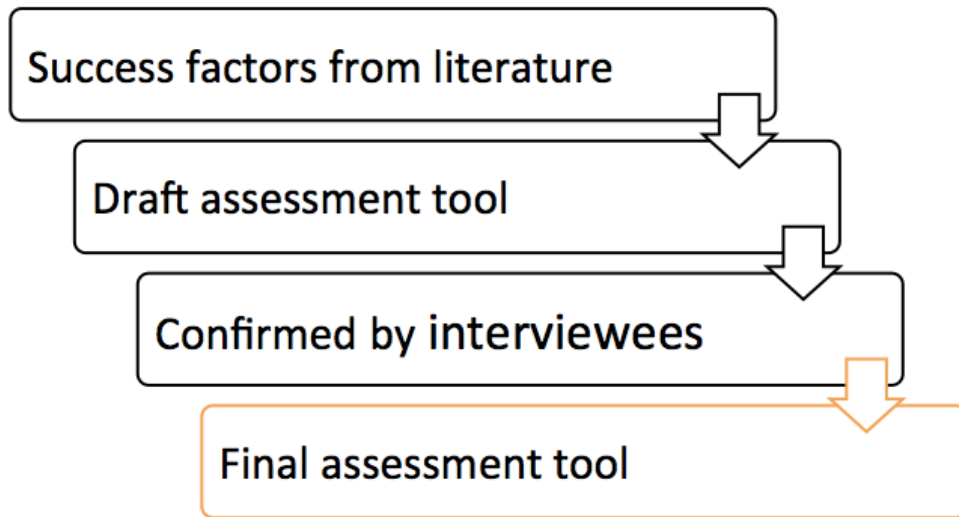 Success factors from literature
Draft assessment tool
Confirmed by interviewees
Final assessment tool